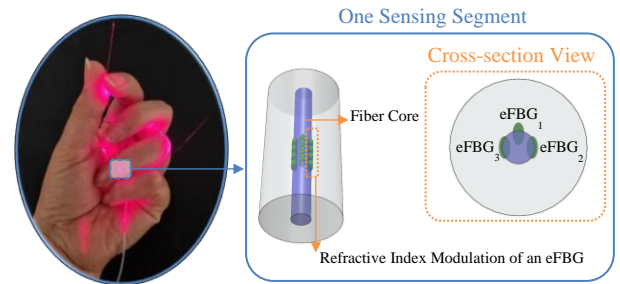 One Sensing Segment
Cross-section View
Fiber Core
eFBG1
eFBG3
eFBG2
Refractive Index Modulation of an eFBG